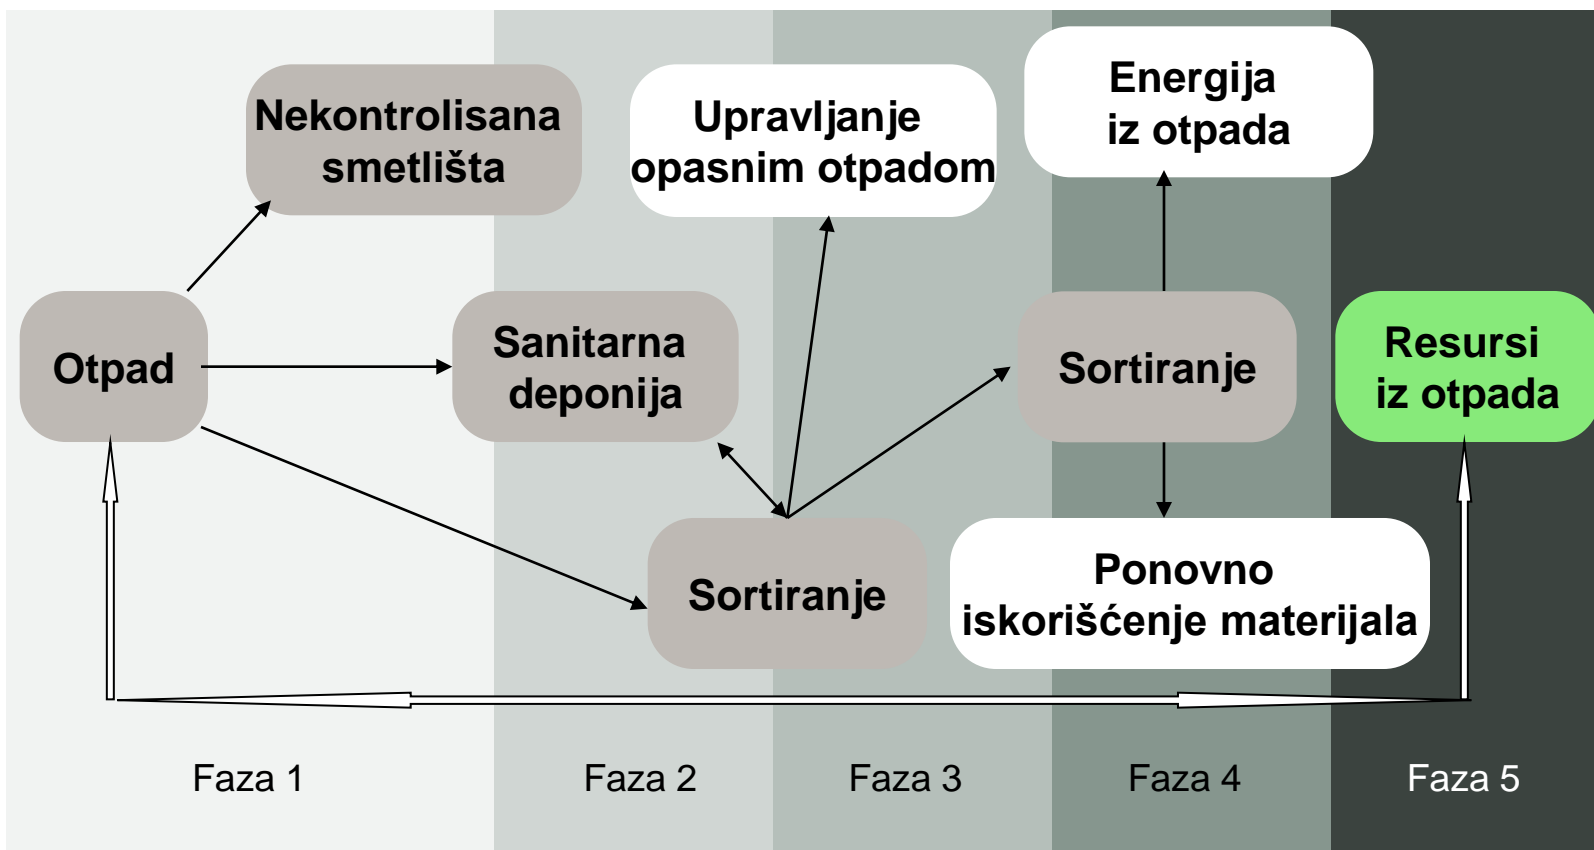 Nekontrolisana
smetlišta
Upravljanje
opasnim otpadom
Energija
iz otpada
Otpad
Sanitarna
deponija
Sortiranje
Resursi
iz otpada
Sortiranje
Ponovno
iskorišćenje materijala
Faza 1
Faza 2
Faza 3
Faza 4
Faza 5